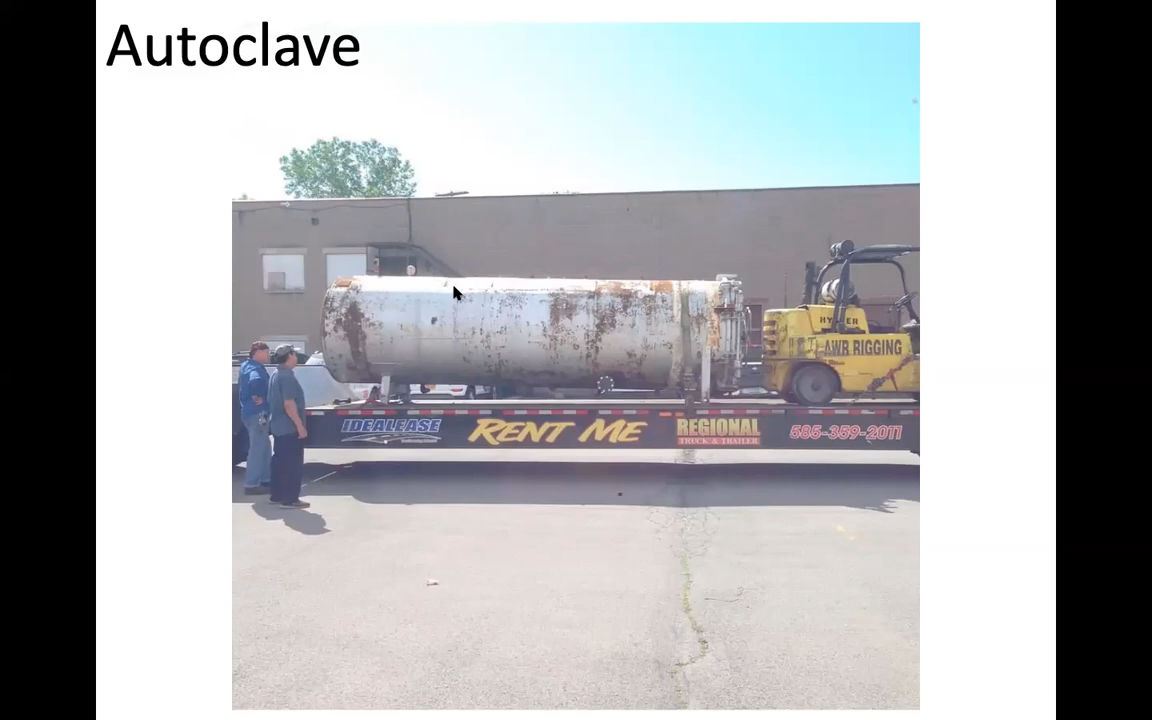 Autoclave
HYSTER
AWR RIGGING
IDEALEASE
RENT ME
REGIONAL
TRUCK & TRAILER
585-359-2011